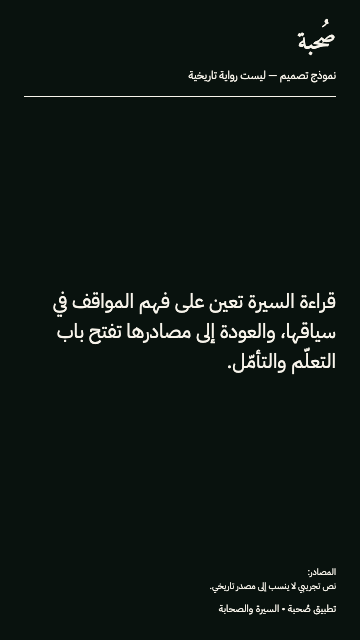 صُحبة
نموذج تصميم — ليست رواية تاريخية
قراءة السيرة تعين على فهم المواقف في
سياقها، والعودة إلى مصادرها تفتح باب
التعلّم والتأمّل.
المصادر:
نص تجريبي لا ينسب إلى مصدر تاريخي.
تطبيق صُحبة • السيرة والصحابة